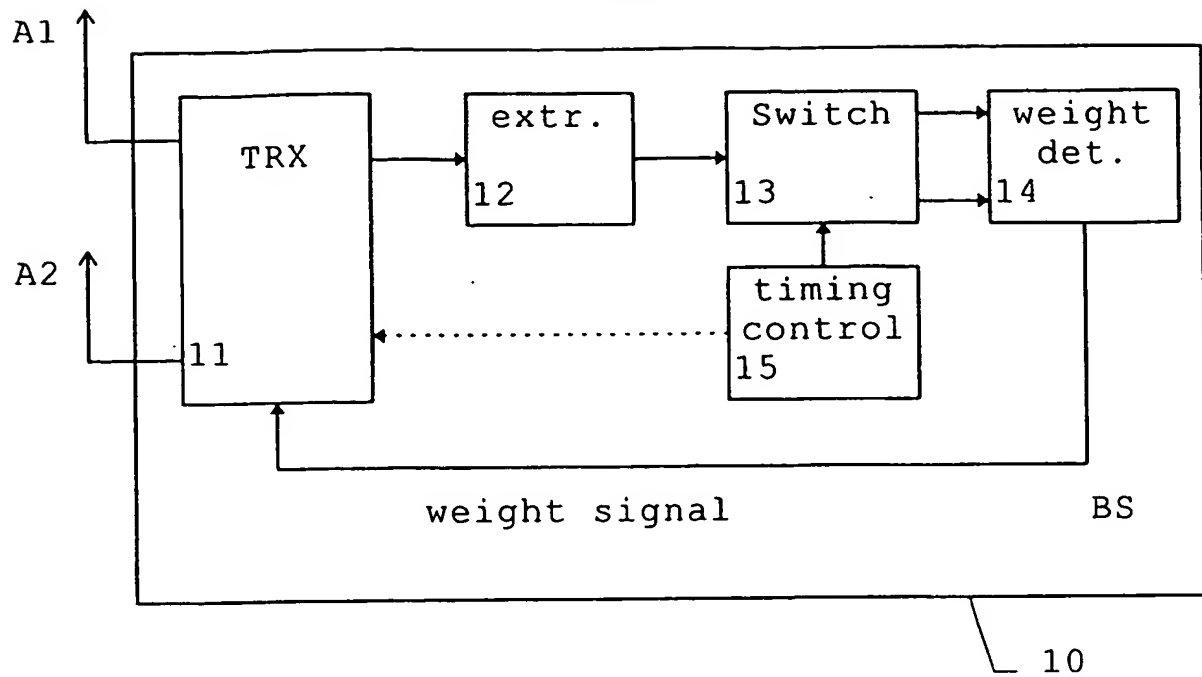 A1
TRX
extr.
12
Switch
13
weight
det.
14
A2
11
timing
control
15
weight signal
BS
10